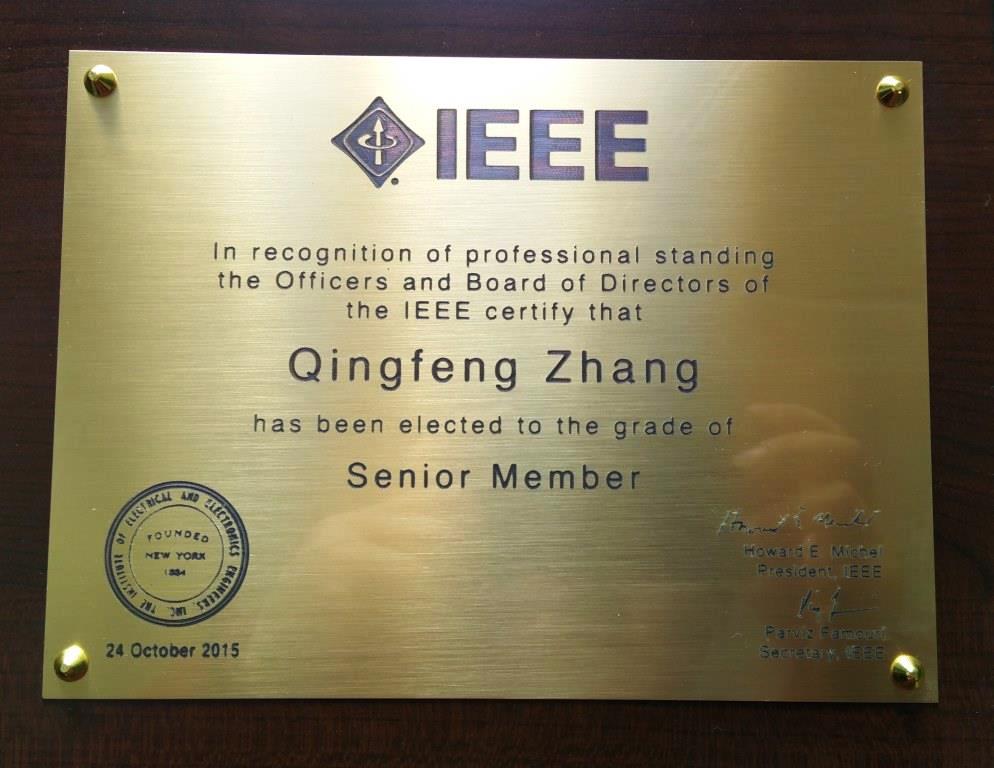 IEEE
In recognition of professional standing
the Officers and Board of Directors of
the IEEE certify that
Qingfeng Zhang
has been elected to the grade of
Senior Member
THE INSTITUTE OF ELECTRICAL AND ELECTRONICS ENGINEERS, INC.
FOUNDED
NEW YORK
1884
24 October 2015
Howard E. Michel
President, IEEE
Parviz Famouri
Secretary, IEEE